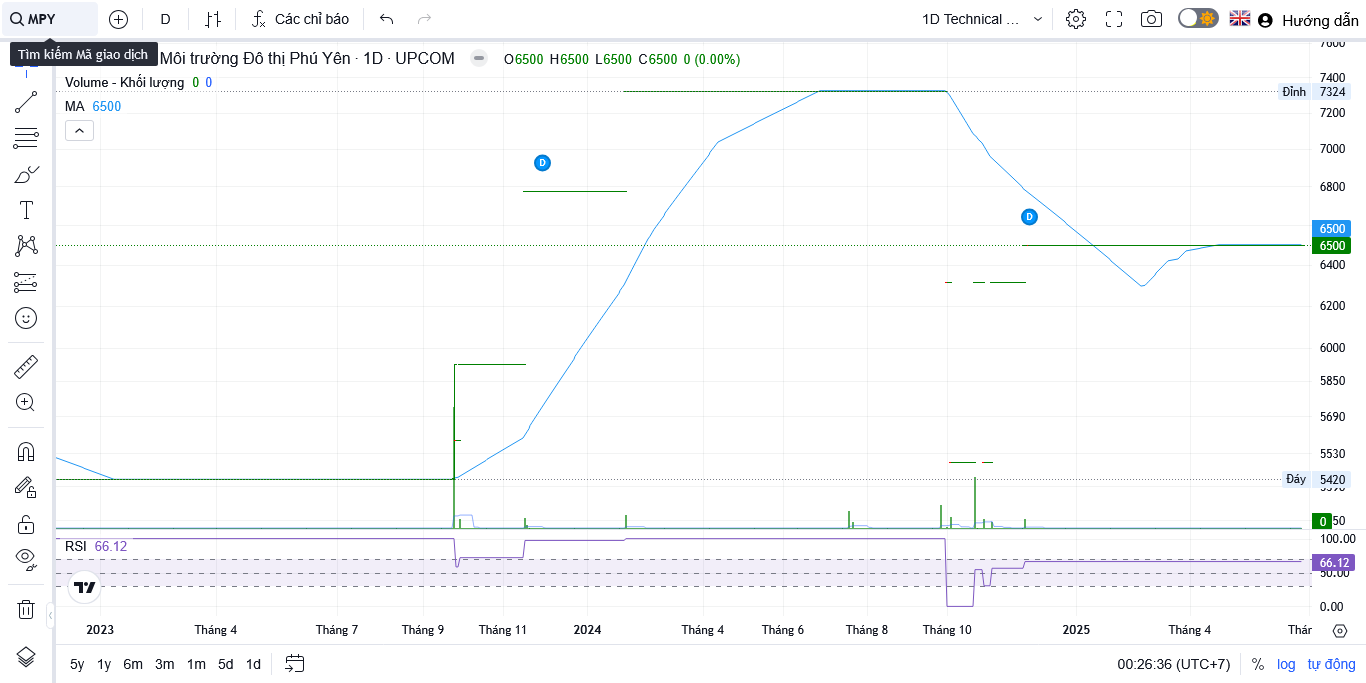 MPY
D
Các chỉ báo
1D Technical ...
Hướng dẫn
Tìm kiếm Mã giao dịch
Môi trường Đô thị Phú Yên · 1D · UPCOM
O6500 H6500 L6500 C6500 0 (0.00%)
Volume - Khối lượng 0 0
MA 6500
D
D
7600
7400
Đỉnh 7324
7200
7000
6800
6500
6500
6400
6200
6000
5850
5690
5530
Đáy 5420
5390
0
50
RSI 66.12
100.00
66.12
50.00
0.00
2023
Tháng 4
Tháng 7
Tháng 9
Tháng 11
2024
Tháng 4
Tháng 6
Tháng 8
Tháng 10
2025
Tháng 4
Thár
5y 1y 6m 3m 1m 5d 1d
00:26:36 (UTC+7)
% log tự động